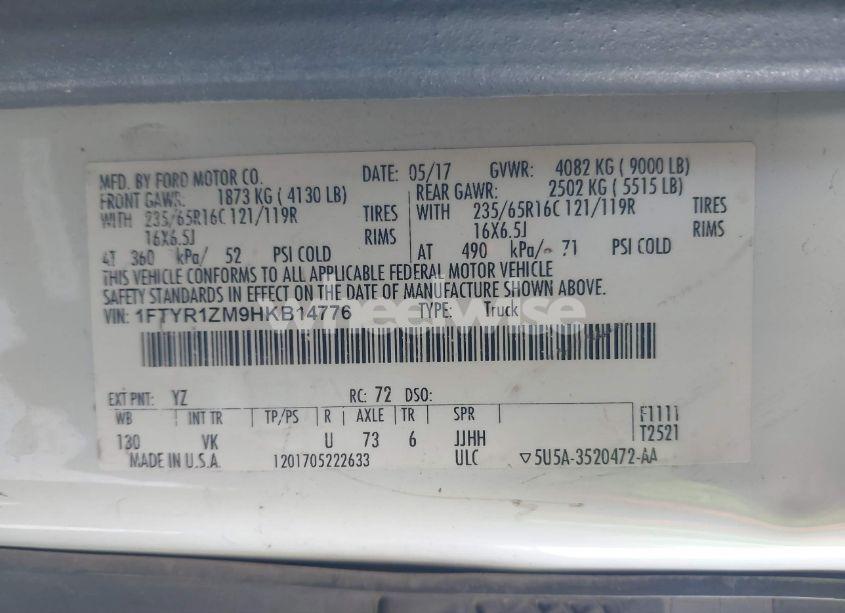 MFD. BY FORD MOTOR CO. DATE: 05/17 GVWR: 4082 KG ( 9000 LB)
FRONT GAWR: 1873 KG ( 4130 LB) REAR GAWR: 2502 KG ( 5515 LB)
WITH 235/65R16C 121/119R TIRES WITH 235/65R16C 121/119R TIRES
16X6.5J RIMS 16X6.5J RIMS
AT 360 kPa/ 52 PSI COLD AT 490 kPa/ 71 PSI COLD
THIS VEHICLE CONFORMS TO ALL APPLICABLE FEDERAL MOTOR VEHICLE
SAFETY STANDARDS IN EFFECT ON THE DATE OF MANUFACTURE SHOWN ABOVE.
VIN: 1FTYR1ZM9HKB14776 TYPE: Truck
wheelwise
EXT PNT: YZ RC: 72 DSO:
WB INT TR TP/PS R AXLE TR SPR F1111
130 VK U 73 6 JJHH T2521
MADE IN U.S.A. 1201705222633 ULC ▽5U5A-3520472-AA